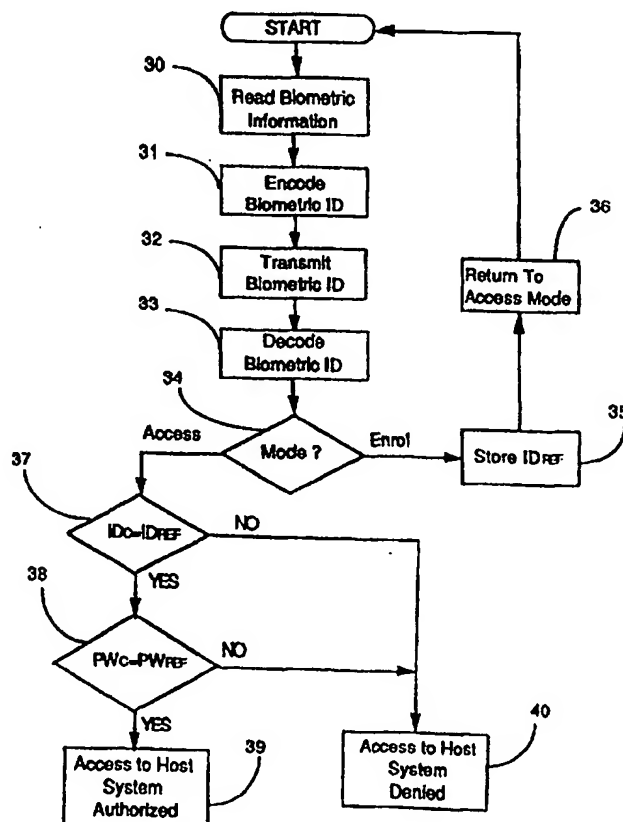 START
30
Read Biometric
Information
31
Encode
Biometric ID
32
Transmit
Biometric ID
33
Decode
Biometric ID
36
Return To
Access Mode
34
Mode ?
Access
Enrol
35
Store IDREF
37
IDC=IDREF
NO
YES
38
PWC=PWREF
NO
YES
39
Access to Host
System
Authorized
40
Access to Host
System
Denied